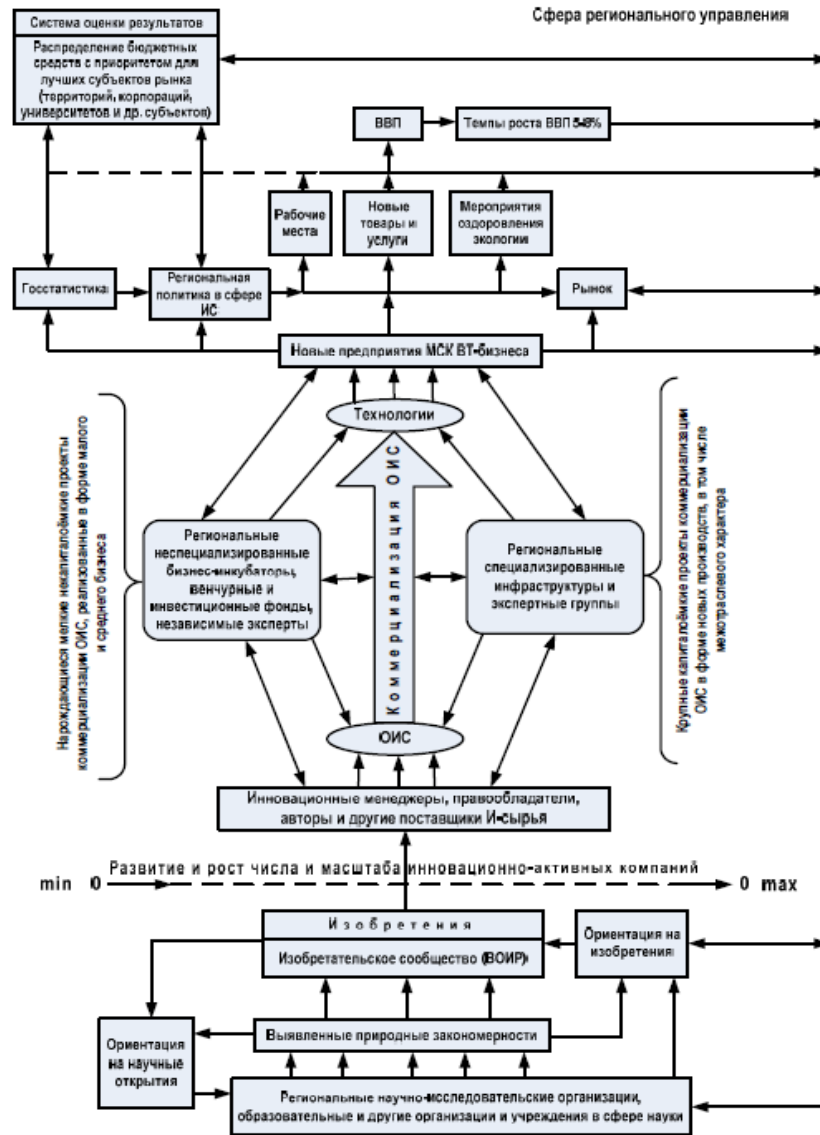 Сфера регионального управления
Система оценки результатов
Распределение бюджетных
средств с приоритетом для
лучших субъектов рынка
(территорий, корпораций,
университетов и др. субъектов)
ВВП
Темпы роста ВВП 5-8%
Рабочие
места
Новые
товары и
услуги
Мероприятия
оздоровления
экологии
Госстатистика
Региональная
политика в сфере
ИС
Рынок
Новые предприятия МСК ВТ-бизнеса
Технологии
Нарождающиеся мелкие некапиталоёмкие проекты
коммерциализации ОИС, реализованные в форме малого
и среднего бизнеса
Региональные
неспециализированные
бизнес-инкубаторы,
венчурные и
инвестиционные фонды,
независимые эксперты
Коммерциализация ОИС
Региональные
специализированные
инфраструктуры и
экспертные группы
Крупные капиталоёмкие проекты коммерциализации
ОИС в форме новых производств, в том числе
межотраслевого характера
ОИС
Инновационные менеджеры, правообладатели,
авторы и другие поставщики И-сырья
Развитие и рост числа и масштаба инновационно-активных компаний
min 0
0 max
Изобретения
Изобретательское сообщество (ВОИР)
Ориентация на
изобретения
Выявленные природные закономерности
Ориентация
на научные
открытия
Региональные научно-исследовательские организации,
образовательные и другие организации и учреждения в сфере науки